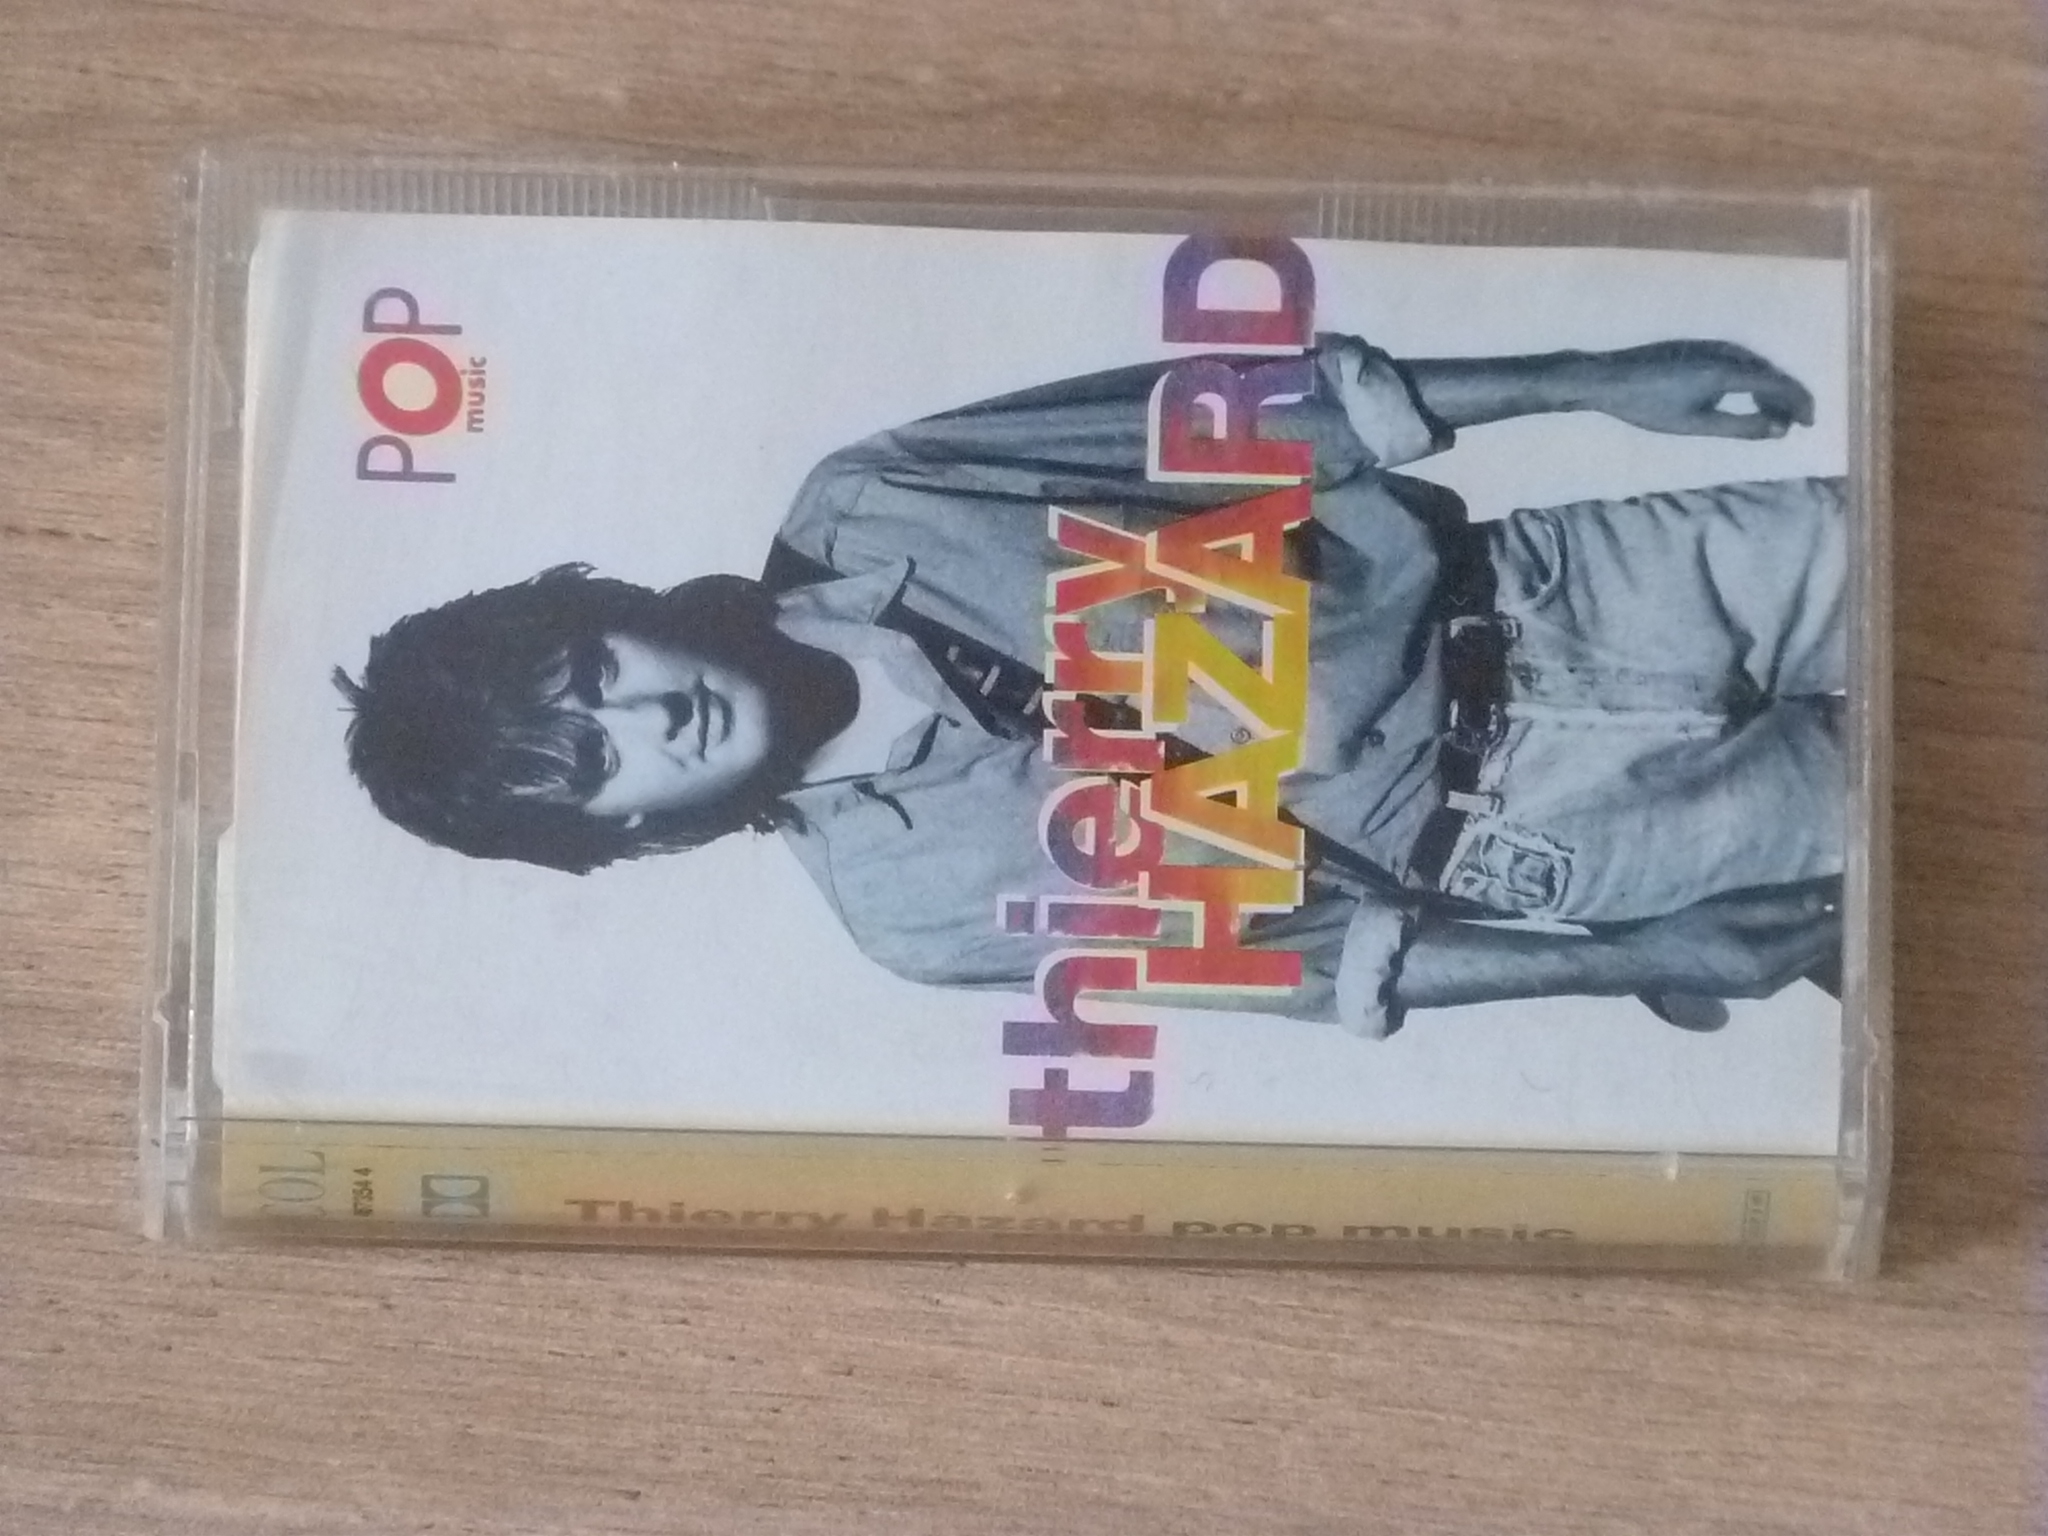 POP
music
thierry
HAZARD
COL
Thierry Hazard pop music